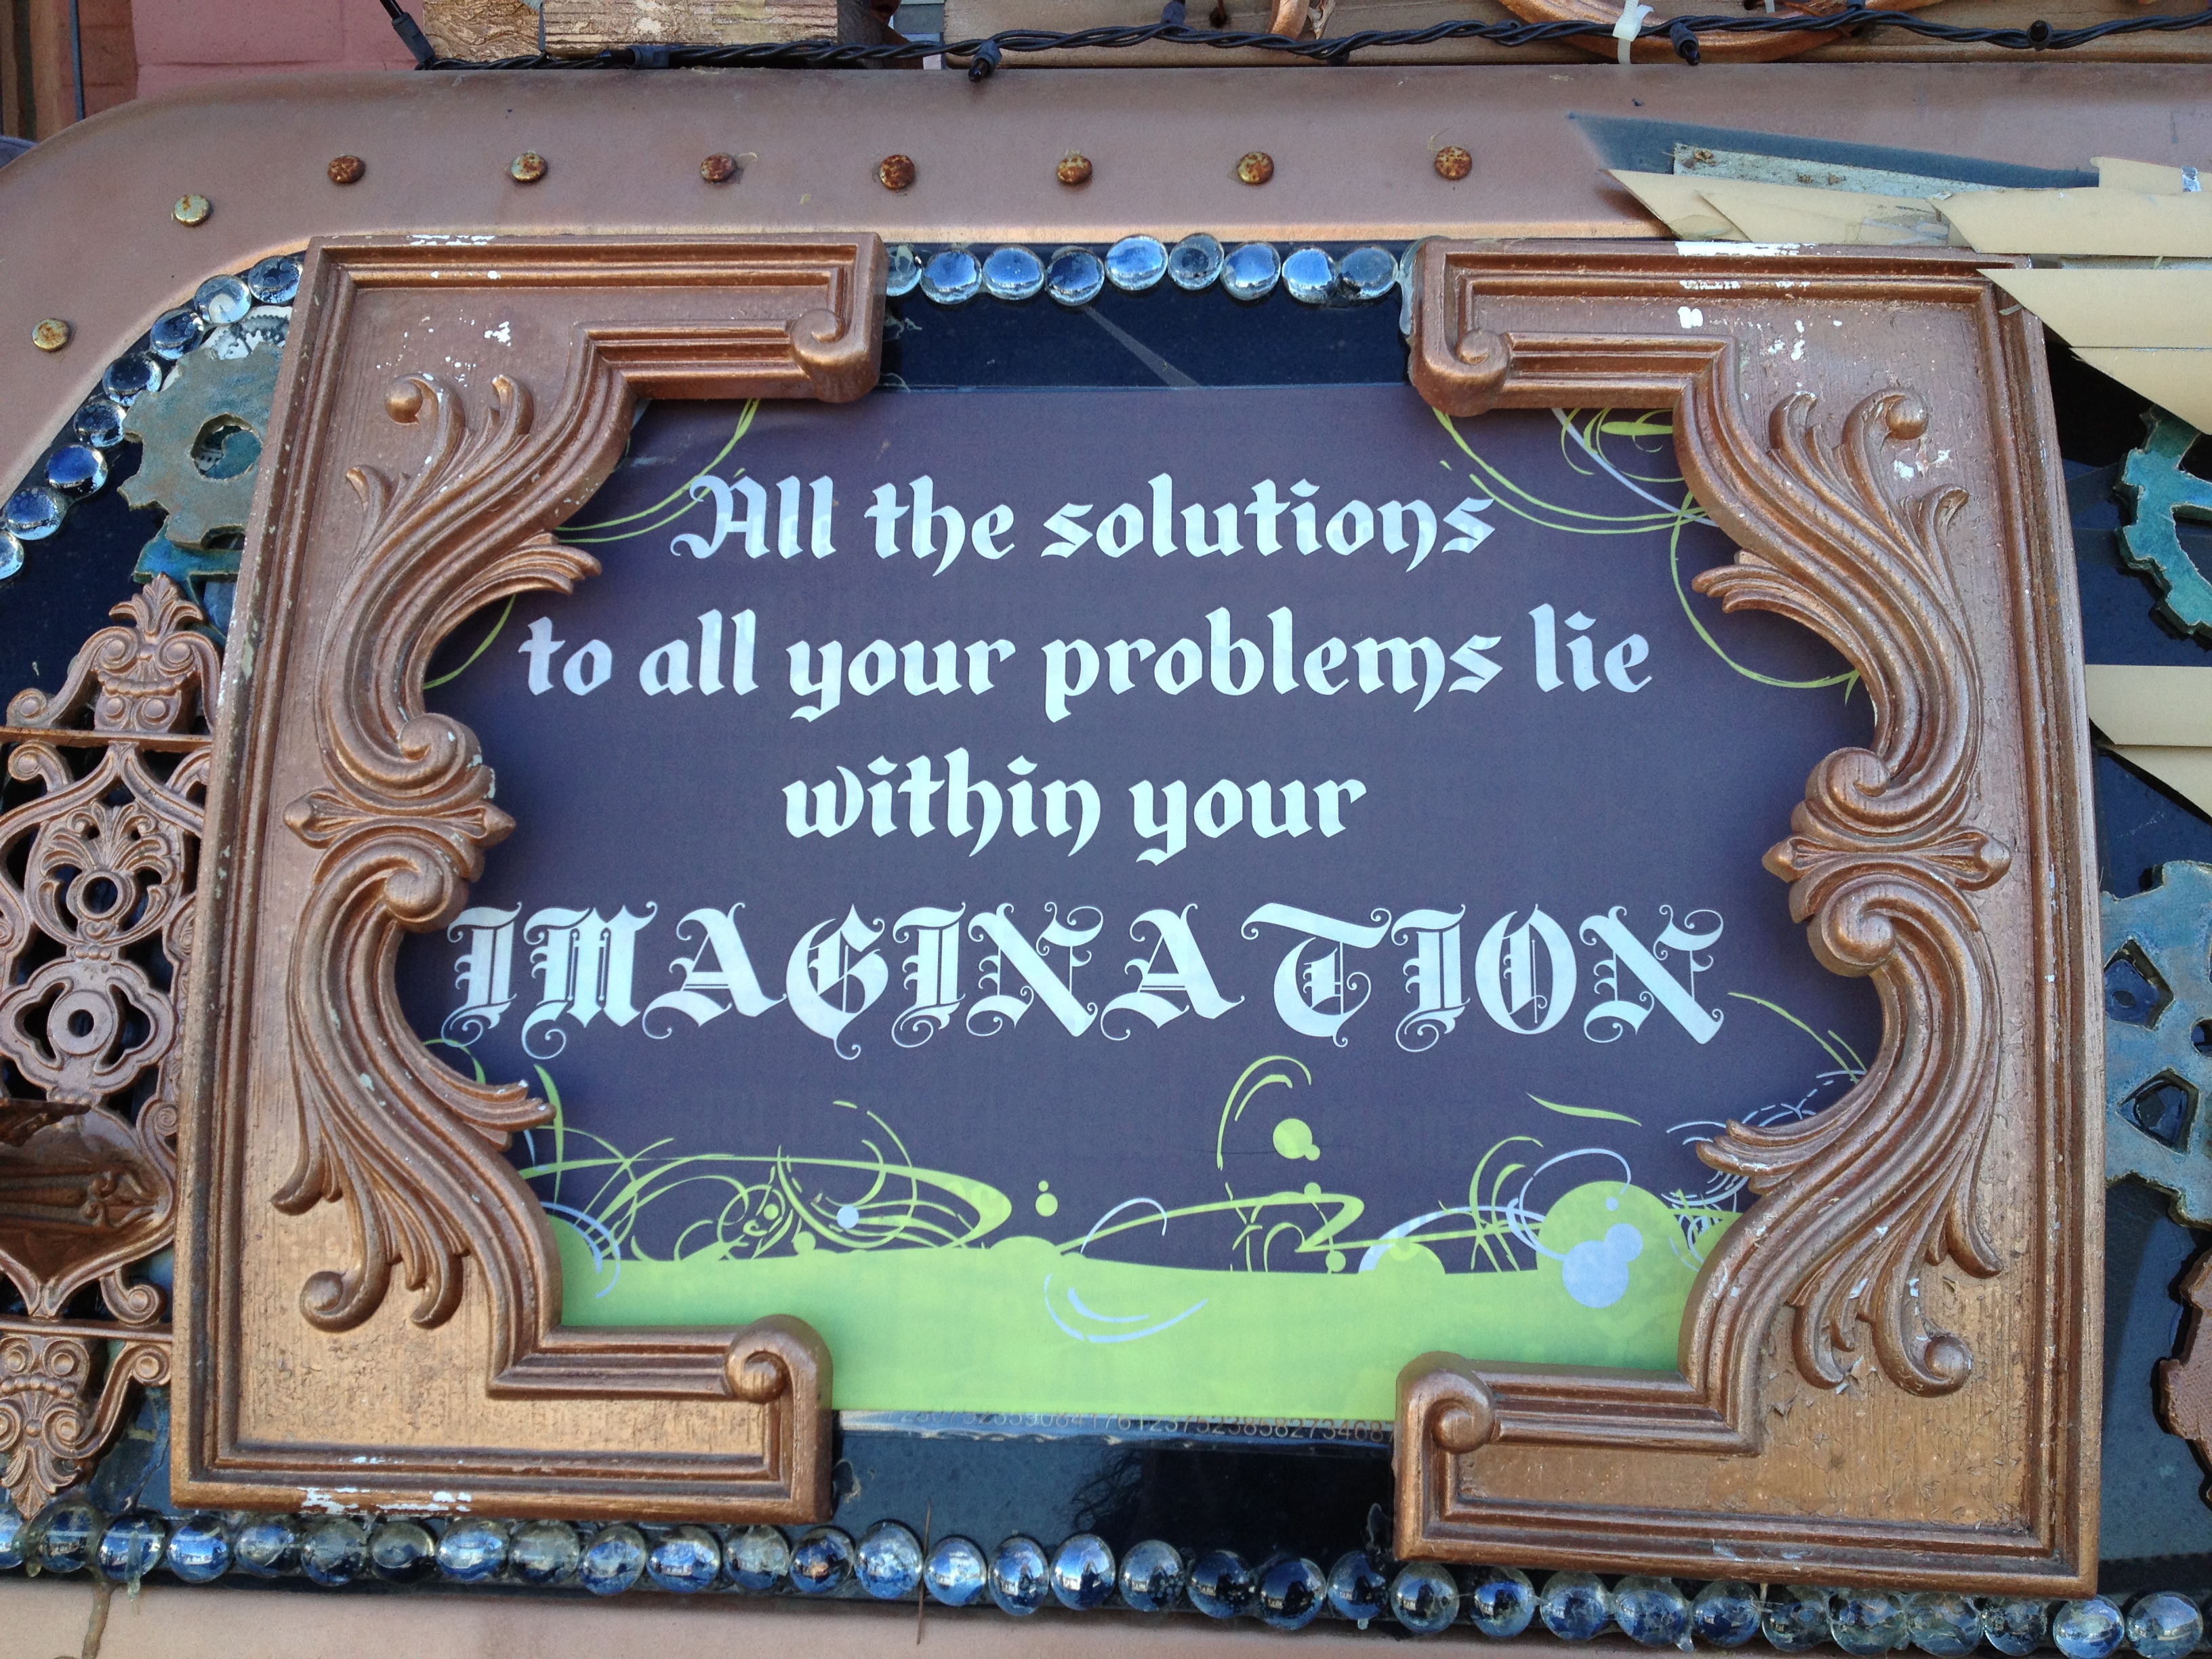 All the solutions
to all your problems lie
within your
IMAGINATION